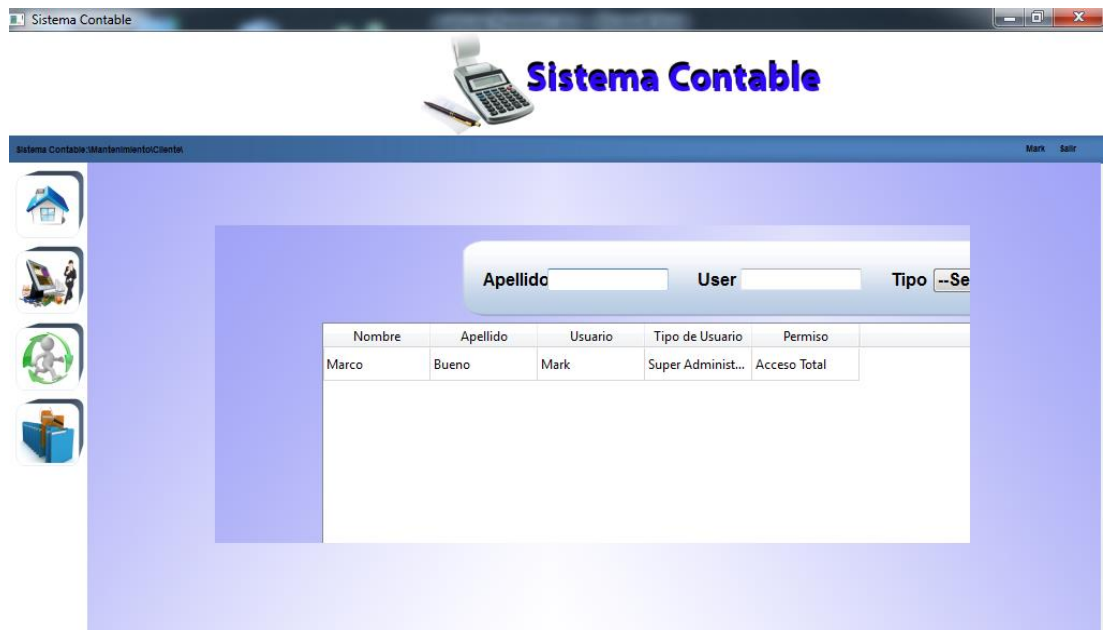 Sistema Contable
Sistema Contable
Sistema Contable:\Mantenimiento\Cliente\ Mark Salir
Apellido User Tipo --Se
Nombre Apellido Usuario Tipo de Usuario Permiso
Marco Bueno Mark Super Administ... Acceso Total